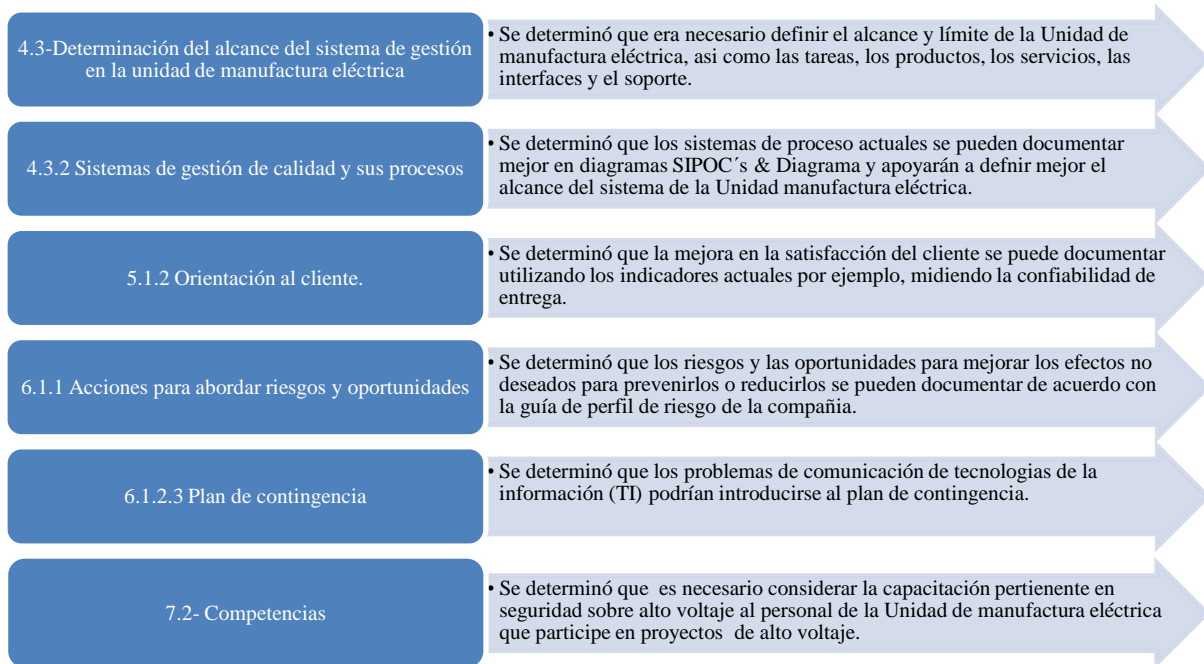 4.3-Determinación del alcance del sistema de gestión
en la unidad de manufactura eléctrica
• Se determinó que era necesario definir el alcance y límite de la Unidad de
manufactura eléctrica, asi como las tareas, los productos, los servicios, las
interfaces y el soporte.
4.3.2 Sistemas de gestión de calidad y sus procesos
• Se determinó que los sistemas de proceso actuales se pueden documentar
mejor en diagramas SIPOC´s & Diagrama y apoyarán a defnir mejor el
alcance del sistema de la Unidad manufactura eléctrica.
5.1.2 Orientación al cliente.
• Se determinó que la mejora en la satisfacción del cliente se puede documentar
utilizando los indicadores actuales por ejemplo, midiendo la confiabilidad de
entrega.
6.1.1 Acciones para abordar riesgos y oportunidades
• Se determinó que los riesgos y las oportunidades para mejorar los efectos no
deseados para prevenirlos o reducirlos se pueden documentar de acuerdo con
la guía de perfil de riesgo de la compañia.
6.1.2.3 Plan de contingencia
• Se determinó que los problemas de comunicación de tecnologias de la
información (TI) podrían introducirse al plan de contingencia.
7.2- Competencias
• Se determinó que es necesario considerar la capacitación pertienente en
seguridad sobre alto voltaje al personal de la Unidad de manufactura eléctrica
que participe en proyectos de alto voltaje.